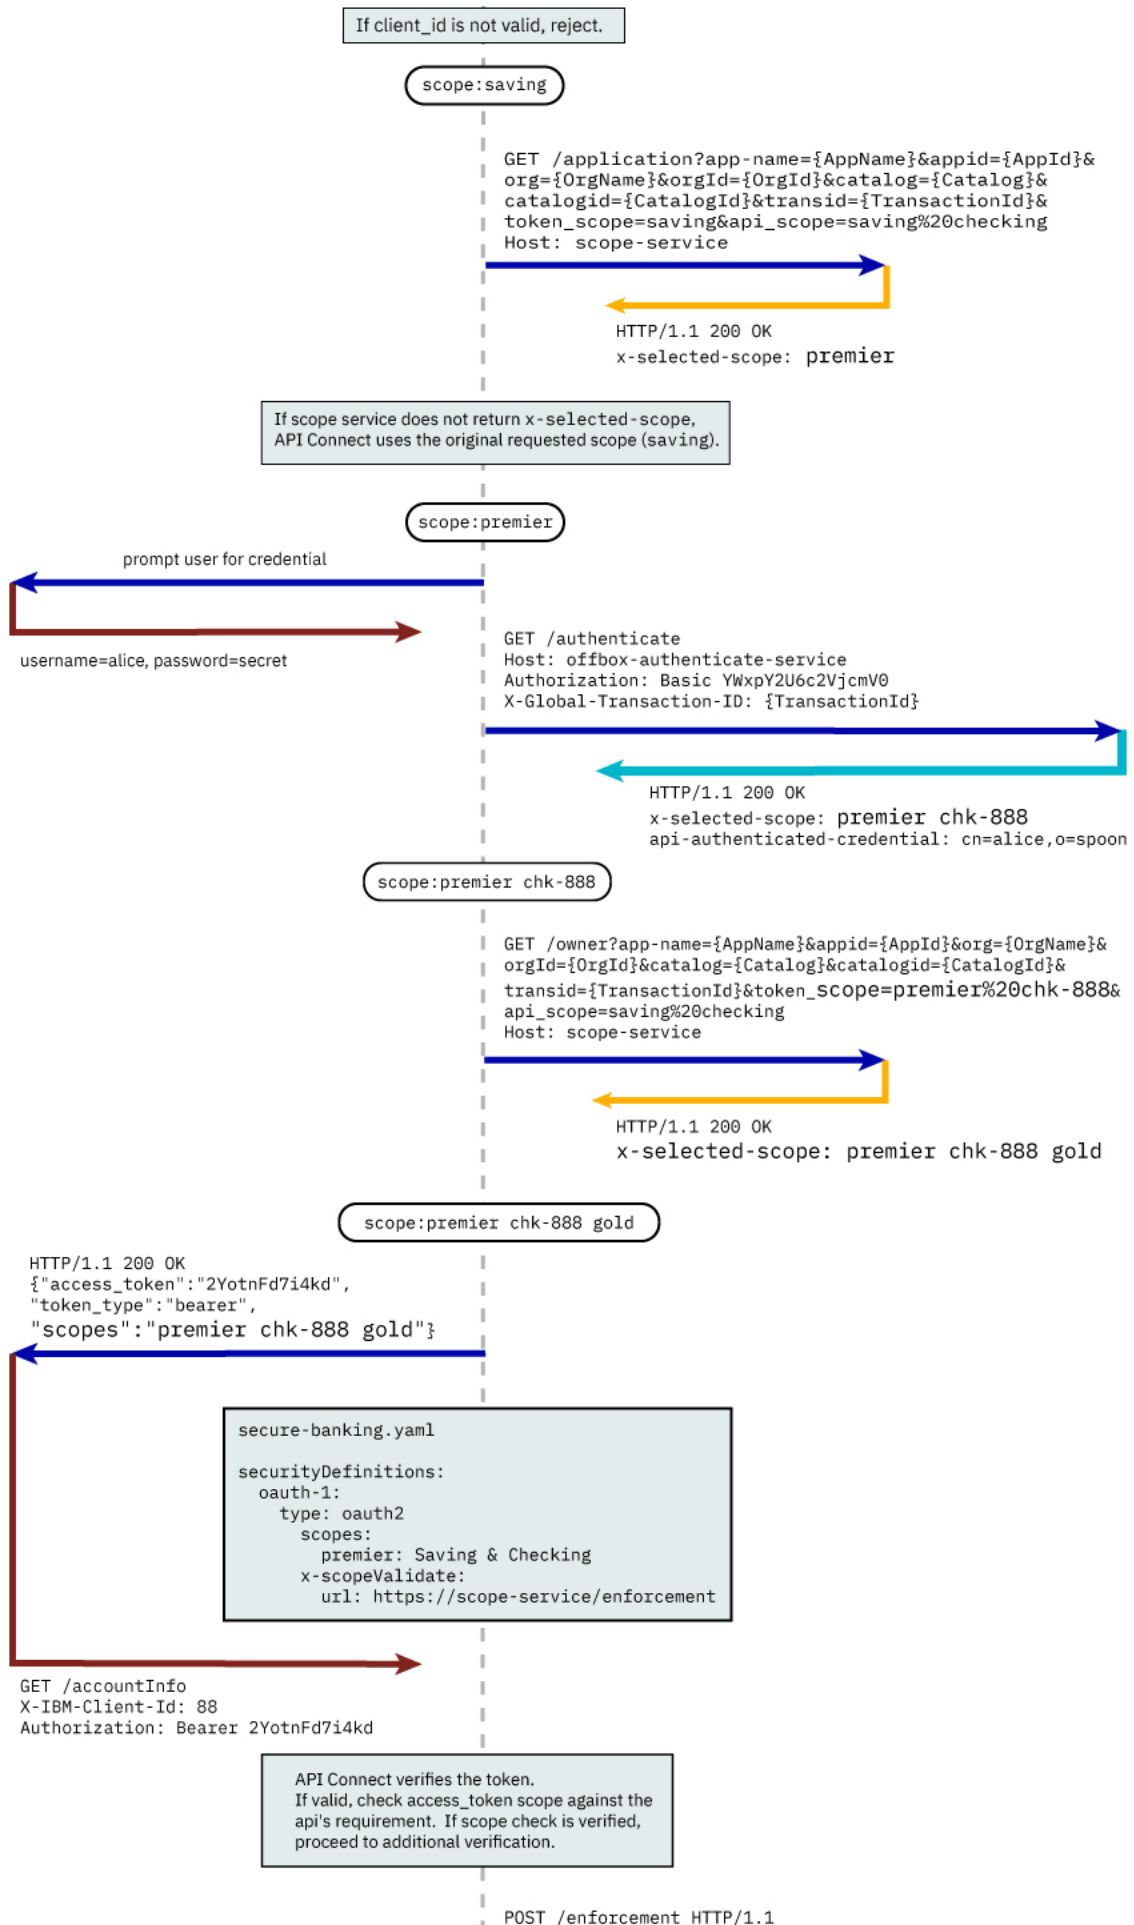 If client_id is not valid, reject.
scope:saving
GET /application?app-name={AppName}&appid={AppId}&
org={OrgName}&orgId={OrgId}&catalog={Catalog}&
catalogid={CatalogId}&transid={TransactionId}&
token_scope=saving&api_scope=saving%20checking
Host: scope-service
HTTP/1.1 200 OK
x-selected-scope: premier
If scope service does not return x-selected-scope,
API Connect uses the original requested scope (saving).
scope:premier
prompt user for credential
username=alice, password=secret
GET /authenticate
Host: offbox-authenticate-service
Authorization: Basic YWxpY2U6c2VjcmV0
X-Global-Transaction-ID: {TransactionId}
HTTP/1.1 200 OK
x-selected-scope: premier chk-888
api-authenticated-credential: cn=alice,o=spoon
scope:premier chk-888
GET /owner?app-name={AppName}&appid={AppId}&org={OrgName}&
orgId={OrgId}&catalog={Catalog}&catalogid={CatalogId}&
transid={TransactionId}&token_scope=premier%20chk-888&
api_scope=saving%20checking
Host: scope-service
HTTP/1.1 200 OK
x-selected-scope: premier chk-888 gold
scope:premier chk-888 gold
HTTP/1.1 200 OK
{"access_token":"2YotnFd7i4kd",
"token_type":"bearer",
"scopes":"premier chk-888 gold"}
secure-banking.yaml
securityDefinitions:
oauth-1:
type: oauth2
scopes:
premier: Saving & Checking
x-scopeValidate:
url: https://scope-service/enforcement
GET /accountInfo
X-IBM-Client-Id: 88
Authorization: Bearer 2YotnFd7i4kd
API Connect verifies the token.
If valid, check access_token scope against the
api's requirement. If scope check is verified,
proceed to additional verification.
POST /enforcement HTTP/1.1